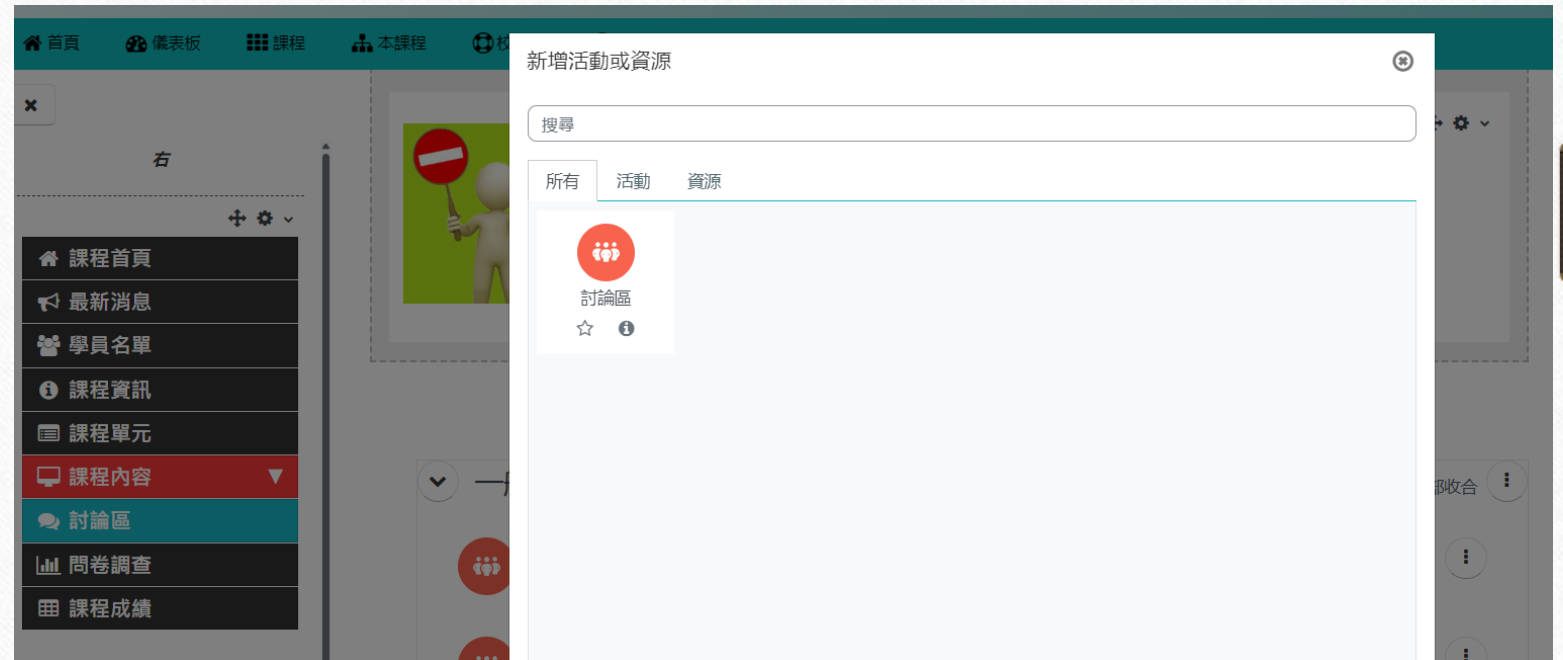 首頁
儀表板
課程
本課程
新增活動或資源
搜尋
右
所有
活動
資源
討論區
課程首頁
最新消息
學員名單
課程資訊
課程單元
課程內容
討論區
問卷調查
課程成績
部收合